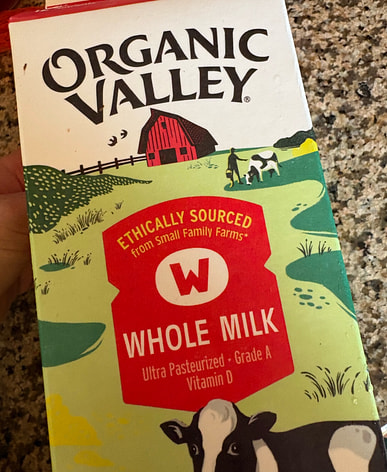 ORGANIC
VALLEY®
ETHICALLY SOURCED
from Small Family Farms*
W
WHOLE MILK
Ultra Pasteurized • Grade A
Vitamin D